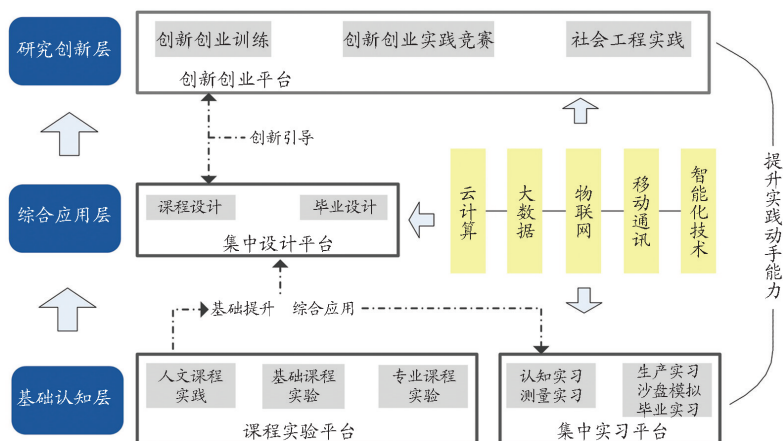 研究创新层
创新创业训练
创新创业实践竞赛
社会工程实践
创新创业平台
创新引导
综合应用层
课程设计
毕业设计
集中设计平台
云计算
大数据
物联网
移动通讯
智能化技术
提升实践动手能力
基础提升
综合应用
基础认知层
人文课程
实践
基础课程
实验
专业课程
实验
课程实验平台
认知实习
测量实习
生产实习
沙盘模拟
毕业实习
集中实习平台